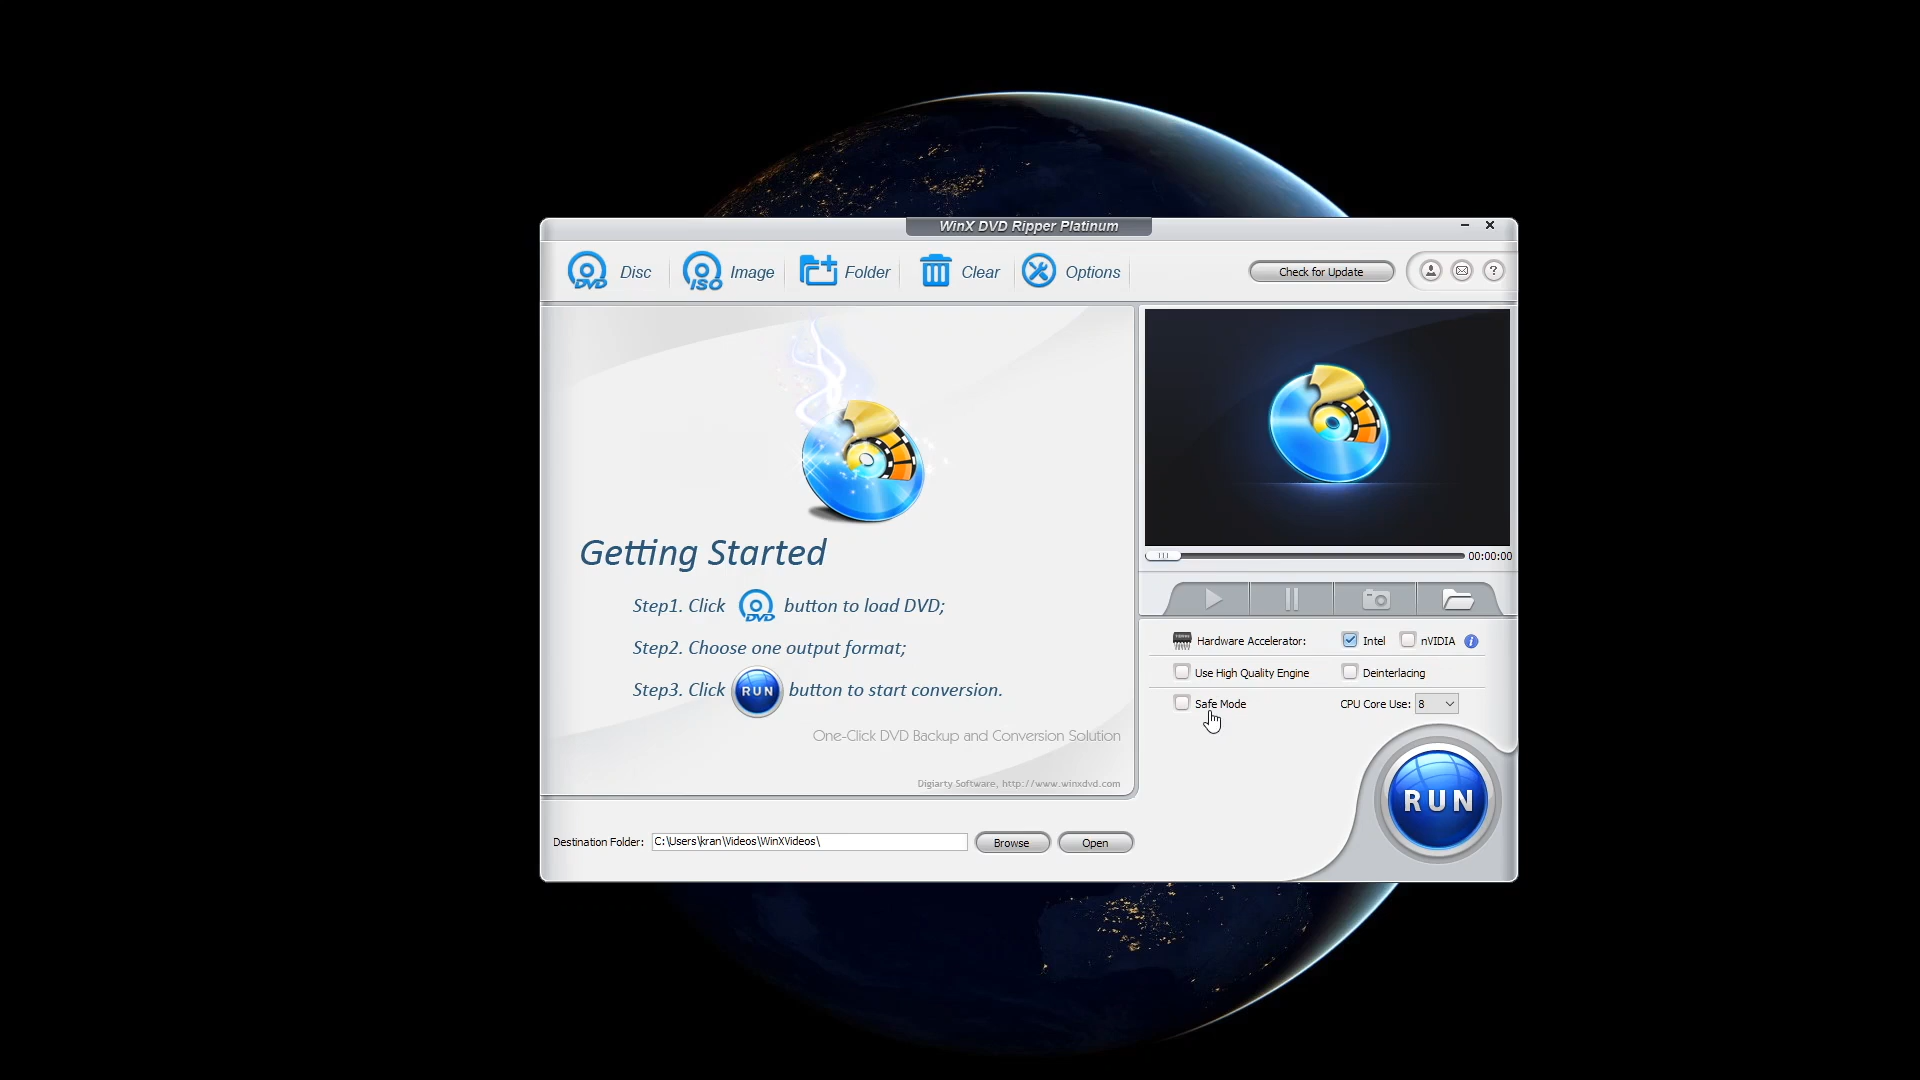 WinX DVD Ripper Platinum
DVD Disc ISO Image Folder Clear Options Check for Update ?
Getting Started
Step1. Click DVD button to load DVD;
Step2. Choose one output format;
Step3. Click RUN button to start conversion.
One-Click DVD Backup and Conversion Solution
Digiarty Software, http://www.winxdvd.com
00:00:00
Hardware Accelerator: Intel nVIDIA i
Use High Quality Engine Deinterlacing
Safe Mode CPU Core Use: 8
RUN
Destination Folder: C:\Users\kran\Videos\WinXVideos\ Browse Open